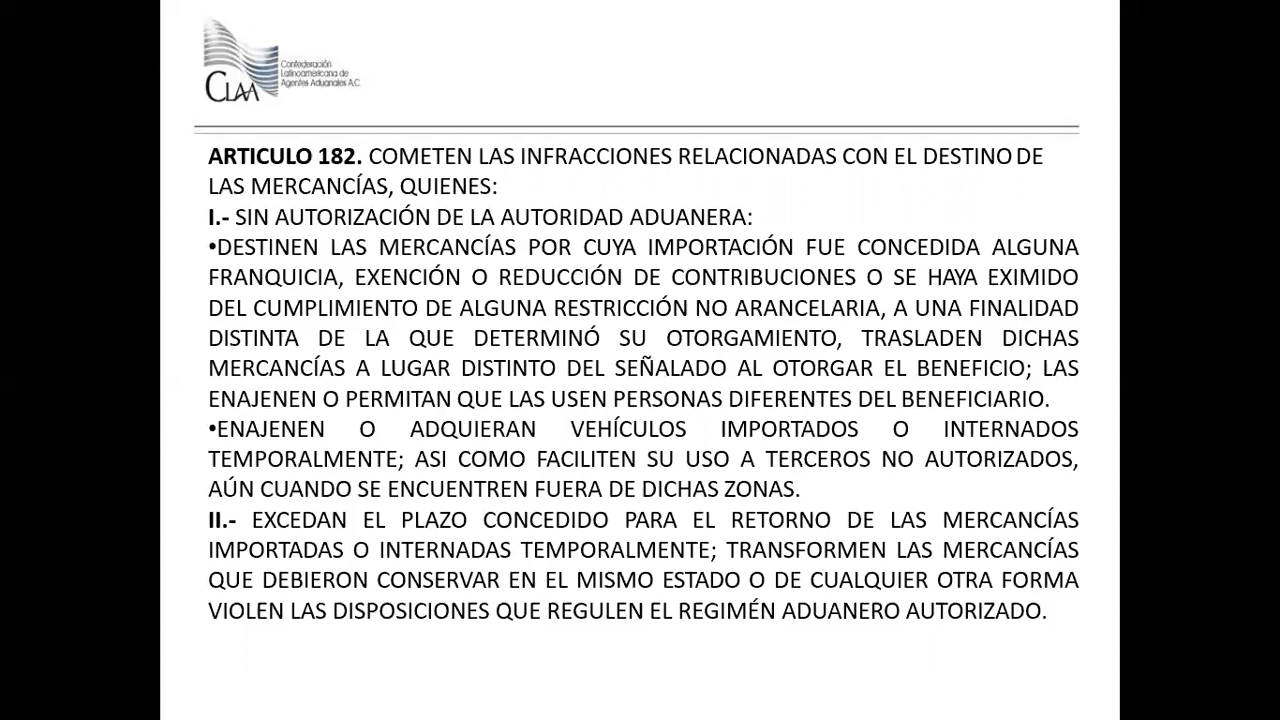 Confederación
Latinoamericana de
Agentes Aduanales A.C.
CLAA
ARTICULO 182. COMETEN LAS INFRACCIONES RELACIONADAS CON EL DESTINO DE
LAS MERCANCÍAS, QUIENES:
I.- SIN AUTORIZACIÓN DE LA AUTORIDAD ADUANERA:
•DESTINEN LAS MERCANCÍAS POR CUYA IMPORTACIÓN FUE CONCEDIDA ALGUNA
FRANQUICIA, EXENCIÓN O REDUCCIÓN DE CONTRIBUCIONES O SE HAYA EXIMIDO
DEL CUMPLIMIENTO DE ALGUNA RESTRICCIÓN NO ARANCELARIA, A UNA FINALIDAD
DISTINTA DE LA QUE DETERMINÓ SU OTORGAMIENTO, TRASLADEN DICHAS
MERCANCÍAS A LUGAR DISTINTO DEL SEÑALADO AL OTORGAR EL BENEFICIO; LAS
ENAJENEN O PERMITAN QUE LAS USEN PERSONAS DIFERENTES DEL BENEFICIARIO.
•ENAJENEN O ADQUIERAN VEHÍCULOS IMPORTADOS O INTERNADOS
TEMPORALMENTE; ASI COMO FACILITEN SU USO A TERCEROS NO AUTORIZADOS,
AÚN CUANDO SE ENCUENTREN FUERA DE DICHAS ZONAS.
II.- EXCEDAN EL PLAZO CONCEDIDO PARA EL RETORNO DE LAS MERCANCÍAS
IMPORTADAS O INTERNADAS TEMPORALMENTE; TRANSFORMEN LAS MERCANCÍAS
QUE DEBIERON CONSERVAR EN EL MISMO ESTADO O DE CUALQUIER OTRA FORMA
VIOLEN LAS DISPOSICIONES QUE REGULEN EL REGIMÉN ADUANERO AUTORIZADO.